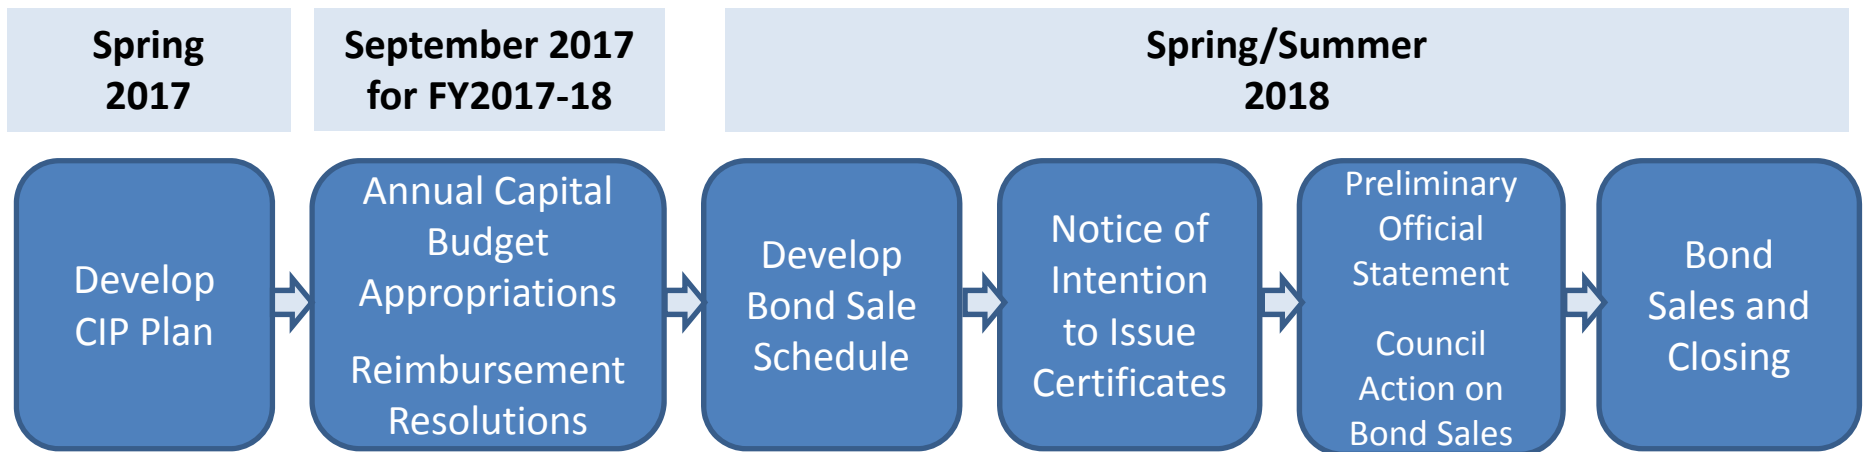 Spring
2017
September 2017
for FY2017-18
Spring/Summer
2018
Develop
CIP Plan
Annual Capital
Budget
Appropriations
Reimbursement
Resolutions
Develop
Bond Sale
Schedule
Notice of
Intention
to Issue
Certificates
Preliminary
Official
Statement
Council
Action on
Bond Sales
Bond
Sales and
Closing